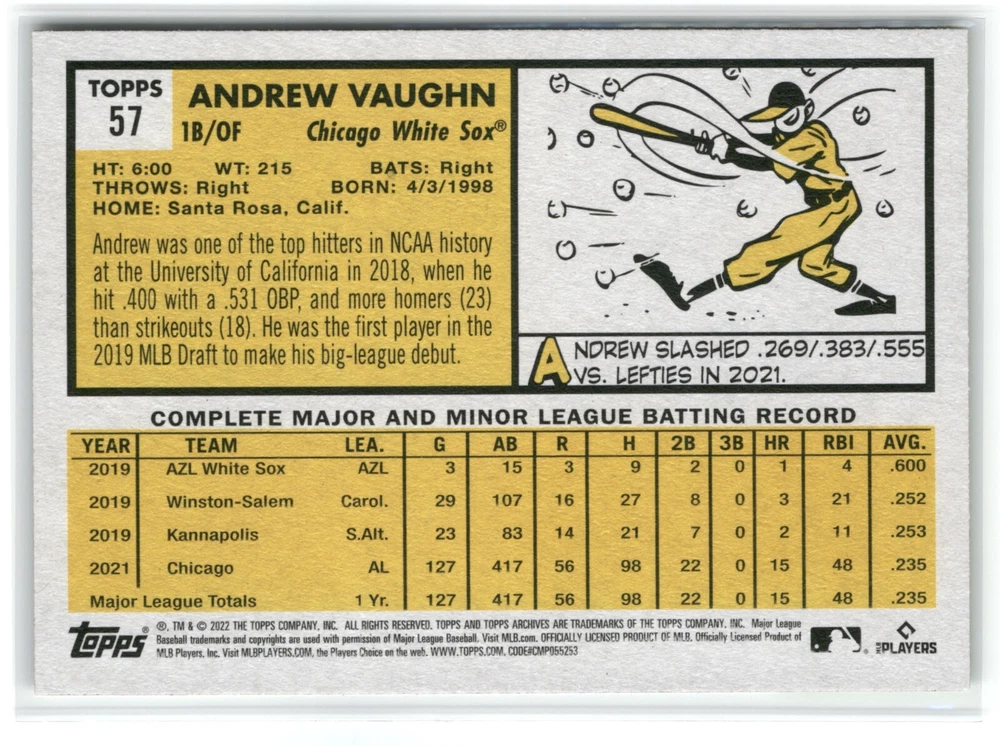 TOPPS
57
ANDREW VAUGHN
1B/OF Chicago White Sox®
HT: 6:00 WT: 215 BATS: Right
THROWS: Right BORN: 4/3/1998
HOME: Santa Rosa, Calif.
Andrew was one of the top hitters in NCAA history
at the University of California in 2018, when he
hit .400 with a .531 OBP, and more homers (23)
than strikeouts (18). He was the first player in the
2019 MLB Draft to make his big-league debut.
ANDREW SLASHED .269/.383/.555
VS. LEFTIES IN 2021.
COMPLETE MAJOR AND MINOR LEAGUE BATTING RECORD
YEAR TEAM LEA. G AB R H 2B 3B HR RBI AVG.
2019 AZL White Sox AZL 3 15 3 9 2 0 1 4 .600
2019 Winston-Salem Carol. 29 107 16 27 8 0 3 21 .252
2019 Kannapolis S.Alt. 23 83 14 21 7 0 2 11 .253
2021 Chicago AL 127 417 56 98 22 0 15 48 .235
Major League Totals 1 Yr. 127 417 56 98 22 0 15 48 .235
topps® ®, TM & © 2022 THE TOPPS COMPANY, INC. ALL RIGHTS RESERVED. TOPPS AND TOPPS ARCHIVES ARE TRADEMARKS OF THE TOPPS COMPANY, INC. Major League
Baseball trademarks and copyrights are used with permission of Major League Baseball. Visit MLB.com. OFFICIALLY LICENSED PRODUCT OF MLB. Officially Licensed Product of
MLB Players, Inc. Visit MLBPLAYERS.COM, the Players Choice on the web. WWW.TOPPS.COM, CODE#CMP055253
MLB PLAYERS